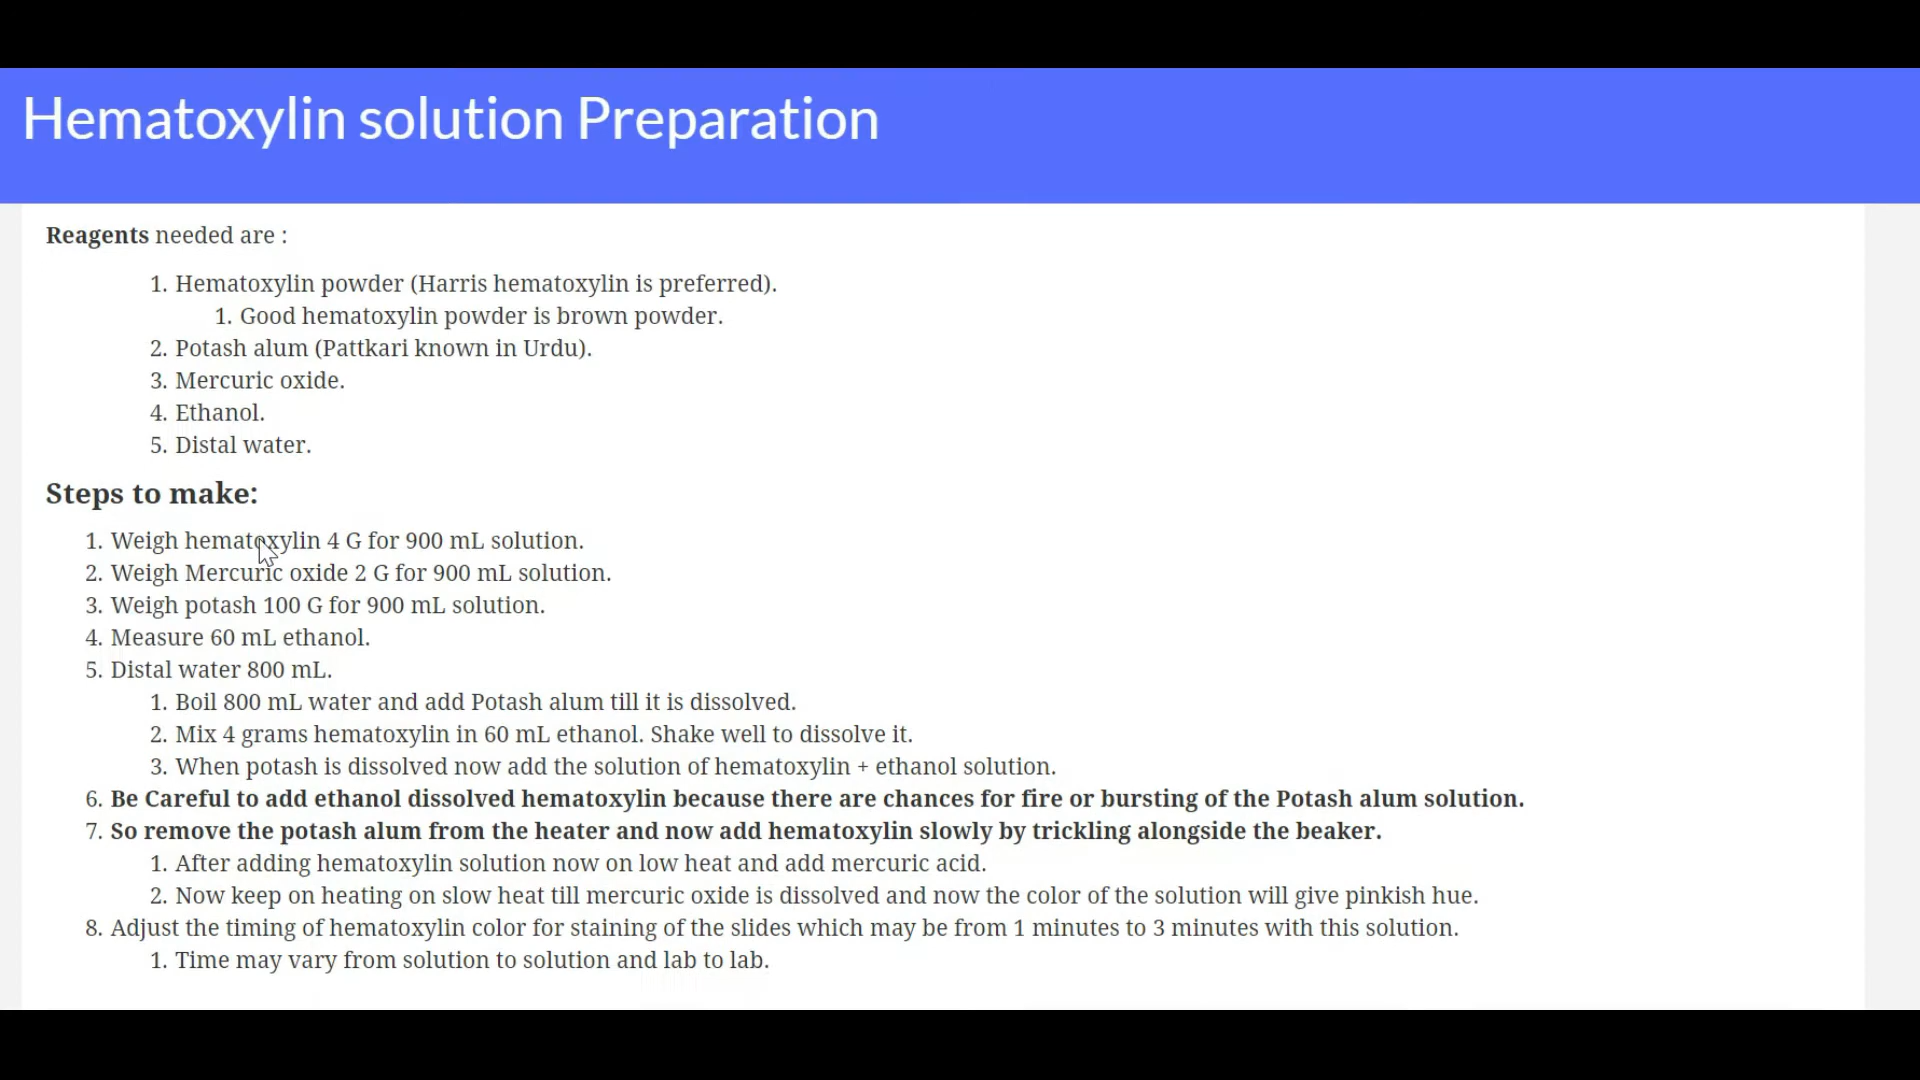 Hematoxylin solution Preparation
Reagents needed are :
1. Hematoxylin powder (Harris hematoxylin is preferred).
1. Good hematoxylin powder is brown powder.
2. Potash alum (Pattkari known in Urdu).
3. Mercuric oxide.
4. Ethanol.
5. Distal water.
Steps to make:
1. Weigh hematoxylin 4 G for 900 mL solution.
2. Weigh Mercuric oxide 2 G for 900 mL solution.
3. Weigh potash 100 G for 900 mL solution.
4. Measure 60 mL ethanol.
5. Distal water 800 mL.
1. Boil 800 mL water and add Potash alum till it is dissolved.
2. Mix 4 grams hematoxylin in 60 mL ethanol. Shake well to dissolve it.
3. When potash is dissolved now add the solution of hematoxylin + ethanol solution.
6. Be Careful to add ethanol dissolved hematoxylin because there are chances for fire or bursting of the Potash alum solution.
7. So remove the potash alum from the heater and now add hematoxylin slowly by trickling alongside the beaker.
1. After adding hematoxylin solution now on low heat and add mercuric acid.
2. Now keep on heating on slow heat till mercuric oxide is dissolved and now the color of the solution will give pinkish hue.
8. Adjust the timing of hematoxylin color for staining of the slides which may be from 1 minutes to 3 minutes with this solution.
1. Time may vary from solution to solution and lab to lab.